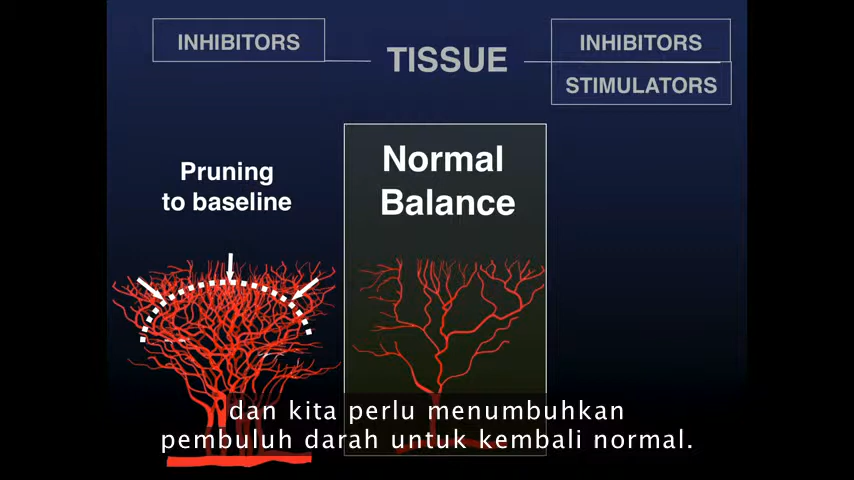 INHIBITORS
TISSUE
INHIBITORS
STIMULATORS
Pruning
to baseline
Normal
Balance
dan kita perlu menumbuhkan
pembuluh darah untuk kembali normal.